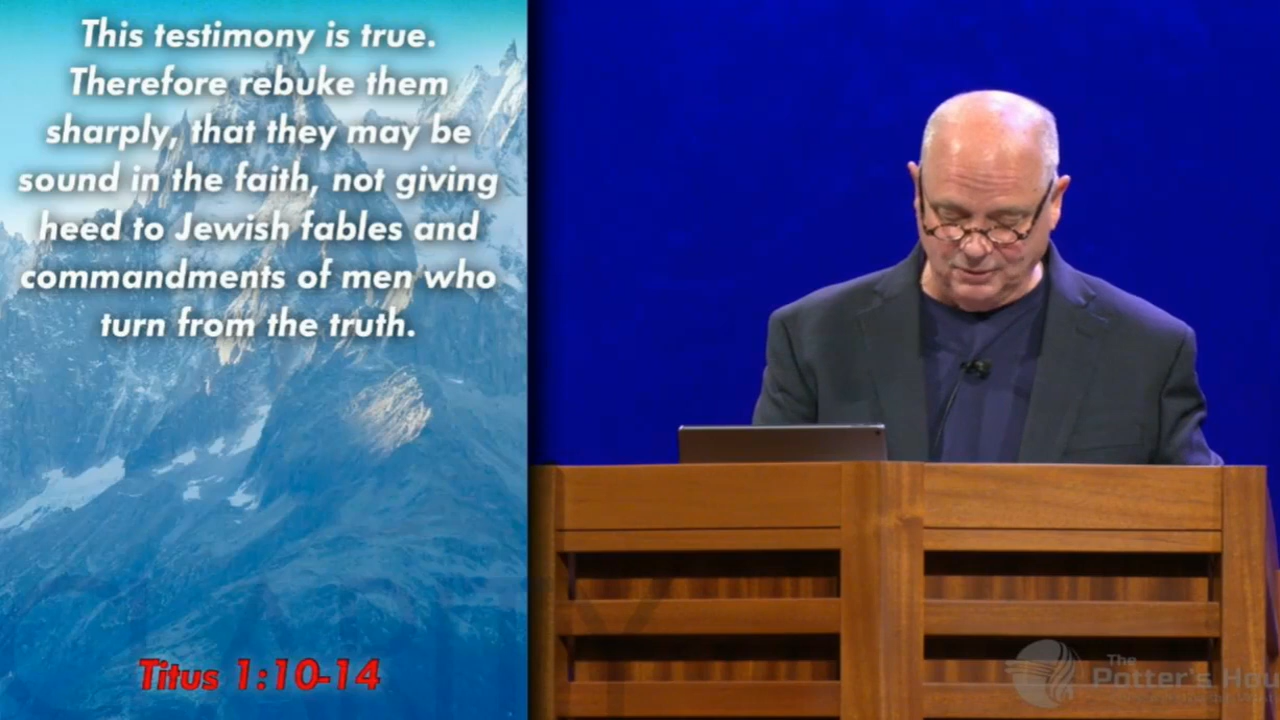 This testimony is true.
Therefore rebuke them
sharply, that they may be
sound in the faith, not giving
heed to Jewish fables and
commandments of men who
turn from the truth.
Titus 1:10-14
The
Potter's Hou